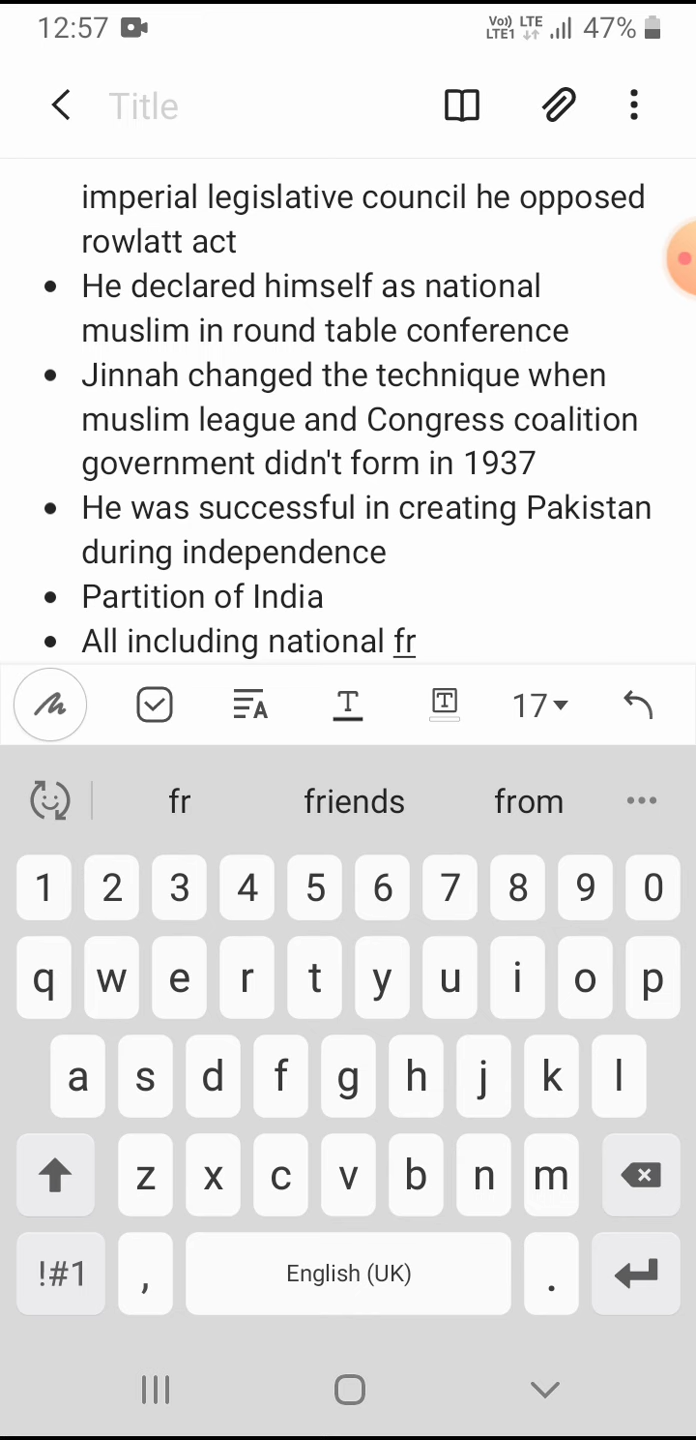 12:57
Vo)) LTE
LTE1 47%
Title
imperial legislative council he opposed
rowlatt act
• He declared himself as national
muslim in round table conference
• Jinnah changed the technique when
muslim league and Congress coalition
government didn't form in 1937
• He was successful in creating Pakistan
during independence
• Partition of India
• All including national fr
17
fr friends from
1 2 3 4 5 6 7 8 9 0
q w e r t y u i o p
a s d f g h j k l
z x c v b n m
!#1 , English (UK) .